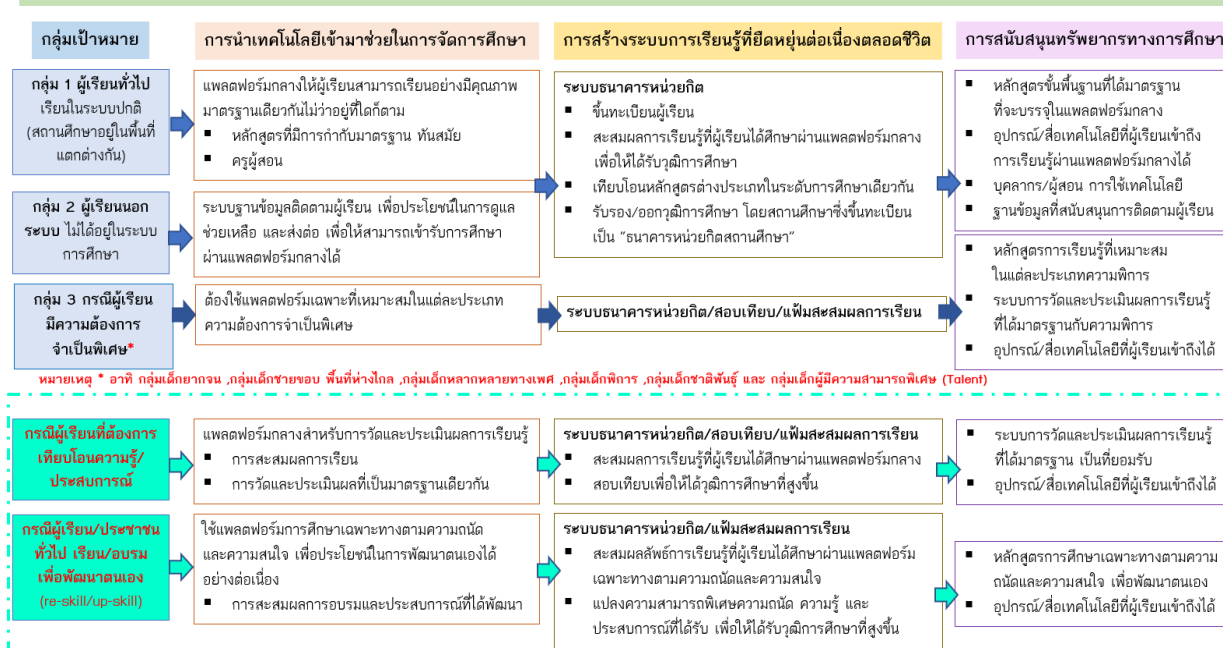 กลุ่มเป้าหมาย
การนำเทคโนโลยีเข้ามาช่วยในการจัดการศึกษา
การสร้างระบบการเรียนรู้ที่ยืดหยุ่นต่อเนื่องตลอดชีวิต
การสนับสนุนทรัพยากรทางการศึกษา
กลุ่ม 1 ผู้เรียนทั่วไป
เรียนในระบบปกติ
(สถานศึกษาอยู่ในพื้นที่
แตกต่างกัน)
แพลตฟอร์มกลางให้ผู้เรียนสามารถเรียนอย่างมีคุณภาพ
มาตรฐานเดียวกันไม่ว่าอยู่ที่ใดก็ตาม
▪ หลักสูตรที่มีการกำกับมาตรฐาน ทันสมัย
▪ ครูผู้สอน
ระบบธนาคารหน่วยกิต
▪ ขึ้นทะเบียนผู้เรียน
▪ สะสมผลการเรียนรู้ที่ผู้เรียนได้ศึกษาผ่านแพลตฟอร์มกลาง
เพื่อให้ได้รับวุฒิการศึกษา
▪ เทียบโอนหลักสูตรต่างประเภทในระดับการศึกษาเดียวกัน
▪ รับรอง/ออกวุฒิการศึกษา โดยสถานศึกษาซึ่งขึ้นทะเบียน
เป็น "ธนาคารหน่วยกิตสถานศึกษา"
▪ หลักสูตรขั้นพื้นฐานที่ได้มาตรฐาน
ที่จะบรรจุในแพลตฟอร์มกลาง
▪ อุปกรณ์/สื่อเทคโนโลยีที่ผู้เรียนเข้าถึง
การเรียนรู้ผ่านแพลตฟอร์มกลางได้
▪ บุคลากร/ผู้สอน การใช้เทคโนโลยี
▪ ฐานข้อมูลที่สนับสนุนการติดตามผู้เรียน
กลุ่ม 2 ผู้เรียนนอก
ระบบ ไม่ได้อยู่ในระบบ
การศึกษา
ระบบฐานข้อมูลติดตามผู้เรียน เพื่อประโยชน์ในการดูแล
ช่วยเหลือ และส่งต่อ เพื่อให้สามารถเข้ารับการศึกษา
ผ่านแพลตฟอร์มกลางได้
กลุ่ม 3 กรณีผู้เรียน
มีความต้องการ
จำเป็นพิเศษ*
ต้องใช้แพลตฟอร์มเฉพาะที่เหมาะสมในแต่ละประเภท
ความต้องการจำเป็นพิเศษ
ระบบธนาคารหน่วยกิต/สอบเทียบ/แฟ้มสะสมผลการเรียน
▪ หลักสูตรการเรียนรู้ที่เหมาะสม
ในแต่ละประเภทความพิการ
▪ ระบบการวัดและประเมินผลการเรียนรู้
ที่ได้มาตรฐานกับความพิการ
▪ อุปกรณ์/สื่อเทคโนโลยีที่ผู้เรียนเข้าถึงได้
หมายเหตุ * อาทิ กลุ่มเด็กยากจน ,กลุ่มเด็กชายขอบ พื้นที่ห่างไกล ,กลุ่มเด็กหลากหลายทางเพศ ,กลุ่มเด็กพิการ ,กลุ่มเด็กชาติพันธุ์ และ กลุ่มเด็กผู้มีความสามารถพิเศษ (Talent)
กรณีผู้เรียนที่ต้องการ
เทียบโอนความรู้/
ประสบการณ์
แพลตฟอร์มกลางสำหรับการวัดและประเมินผลการเรียนรู้
▪ การสะสมผลการเรียน
▪ การวัดและประเมินผลที่เป็นมาตรฐานเดียวกัน
ระบบธนาคารหน่วยกิต/สอบเทียบ/แฟ้มสะสมผลการเรียน
▪ สะสมผลการเรียนรู้ที่ผู้เรียนได้ศึกษาผ่านแพลตฟอร์มกลาง
▪ สอบเทียบเพื่อให้ได้วุฒิการศึกษาที่สูงขึ้น
▪ ระบบการวัดและประเมินผลการเรียนรู้
ที่ได้มาตรฐาน เป็นที่ยอมรับ
▪ อุปกรณ์/สื่อเทคโนโลยีที่ผู้เรียนเข้าถึงได้
กรณีผู้เรียน/ประชาชน
ทั่วไป เรียน/อบรม
เพื่อพัฒนาตนเอง
(re-skill/up-skill)
ใช้แพลตฟอร์มการศึกษาเฉพาะทางตามความถนัด
และความสนใจ เพื่อประโยชน์ในการพัฒนาตนเองได้
อย่างต่อเนื่อง
▪ การสะสมผลการอบรมและประสบการณ์ที่ได้พัฒนา
ระบบธนาคารหน่วยกิต/แฟ้มสะสมผลการเรียน
▪ สะสมผลลัพธ์การเรียนรู้ที่ผู้เรียนได้ศึกษาผ่านแพลตฟอร์ม
เฉพาะทางตามความถนัดและความสนใจ
▪ แปลงความสามารถพิเศษความถนัด ความรู้ และ
ประสบการณ์ที่ได้รับ เพื่อให้ได้รับวุฒิการศึกษาที่สูงขึ้น
▪ หลักสูตรการศึกษาเฉพาะทางตามความ
ถนัดและความสนใจ เพื่อพัฒนาตนเอง
▪ อุปกรณ์/สื่อเทคโนโลยีที่ผู้เรียนเข้าถึงได้